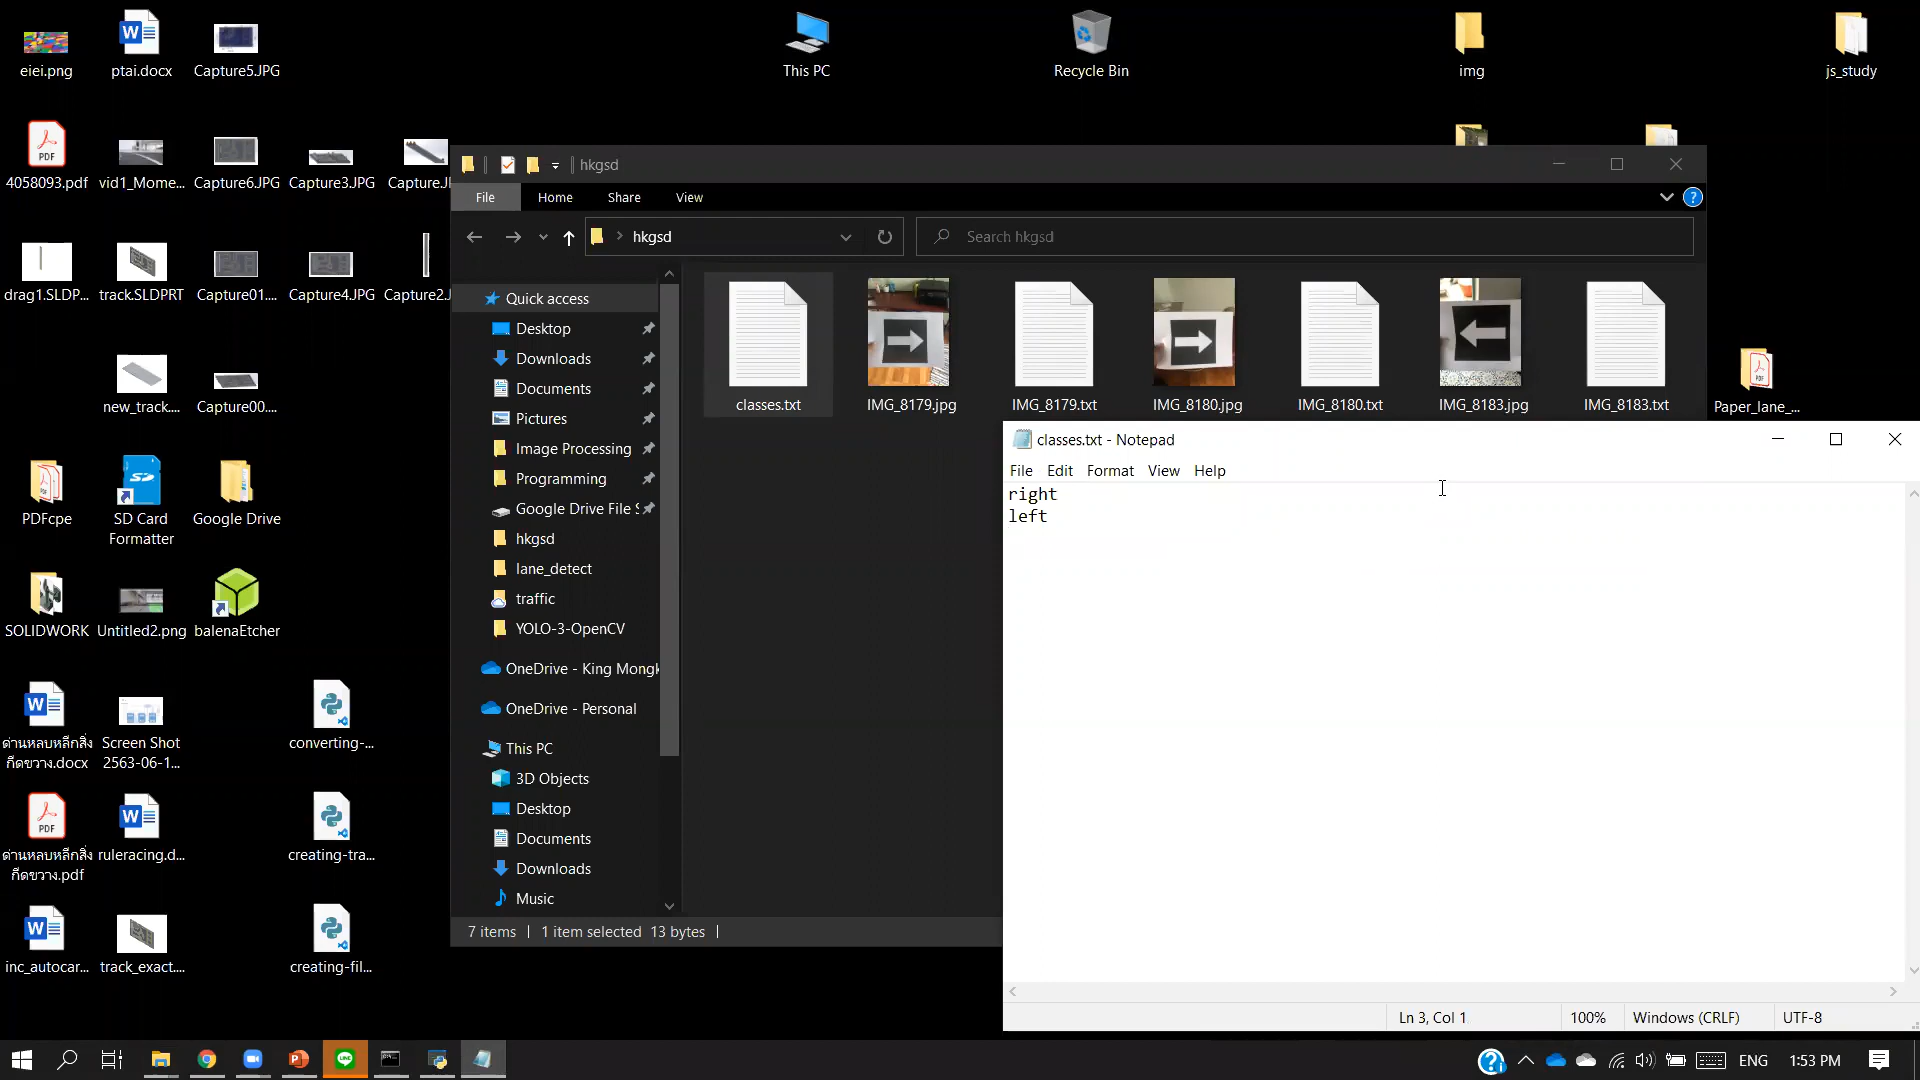 eiei.png
ptai.docx
Capture5.JPG
This PC
Recycle Bin
img
js_study
4058093.pdf
vid1_Mome...
Capture6.JPG
Capture3.JPG
Capture.J
drag1.SLDP...
track.SLDPRT
Capture01....
Capture4.JPG
Capture2.J
new_track....
Capture00....
PDFcpe
SD Card
Formatter
Google Drive
SOLIDWORK
Untitled2.png
balenaEtcher
ด่านหลบหลีกสิ่ง
กีดขวาง.docx
Screen Shot
2563-06-1...
converting-...
ด่านหลบหลีกสิ่ง
กีดขวาง.pdf
ruleracing.d...
creating-tra...
inc_autocar...
track_exact....
creating-fil...
Paper_lane_...
hkgsd
File
Home
Share
View
hkgsd
Search hkgsd
Quick access
Desktop
Downloads
Documents
Pictures
Image Processing
Programming
Google Drive File S
hkgsd
lane_detect
traffic
YOLO-3-OpenCV
OneDrive - King Mongk
OneDrive - Personal
This PC
3D Objects
Desktop
Documents
Downloads
Music
classes.txt
IMG_8179.jpg
IMG_8179.txt
IMG_8180.jpg
IMG_8180.txt
IMG_8183.jpg
IMG_8183.txt
7 items
1 item selected 13 bytes
classes.txt - Notepad
File Edit Format View Help
right
left
Ln 3, Col 1
100%
Windows (CRLF)
UTF-8
ENG
1:53 PM